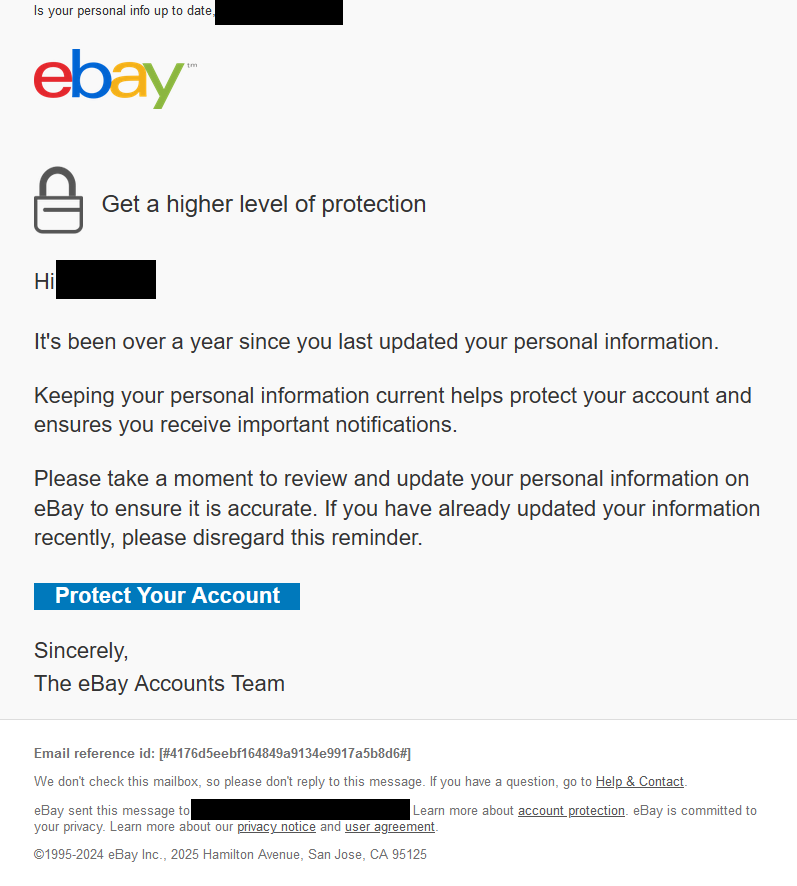 Is your personal info up to date,
ebay™
Get a higher level of protection
Hi
It's been over a year since you last updated your personal information.
Keeping your personal information current helps protect your account and
ensures you receive important notifications.
Please take a moment to review and update your personal information on
eBay to ensure it is accurate. If you have already updated your information
recently, please disregard this reminder.
Protect Your Account
Sincerely,
The eBay Accounts Team
Email reference id: [#4176d5eebf164849a9134e9917a5b8d6#]
We don't check this mailbox, so please don't reply to this message. If you have a question, go to Help & Contact.
eBay sent this message to Learn more about account protection. eBay is committed to
your privacy. Learn more about our privacy notice and user agreement.
©1995-2024 eBay Inc., 2025 Hamilton Avenue, San Jose, CA 95125